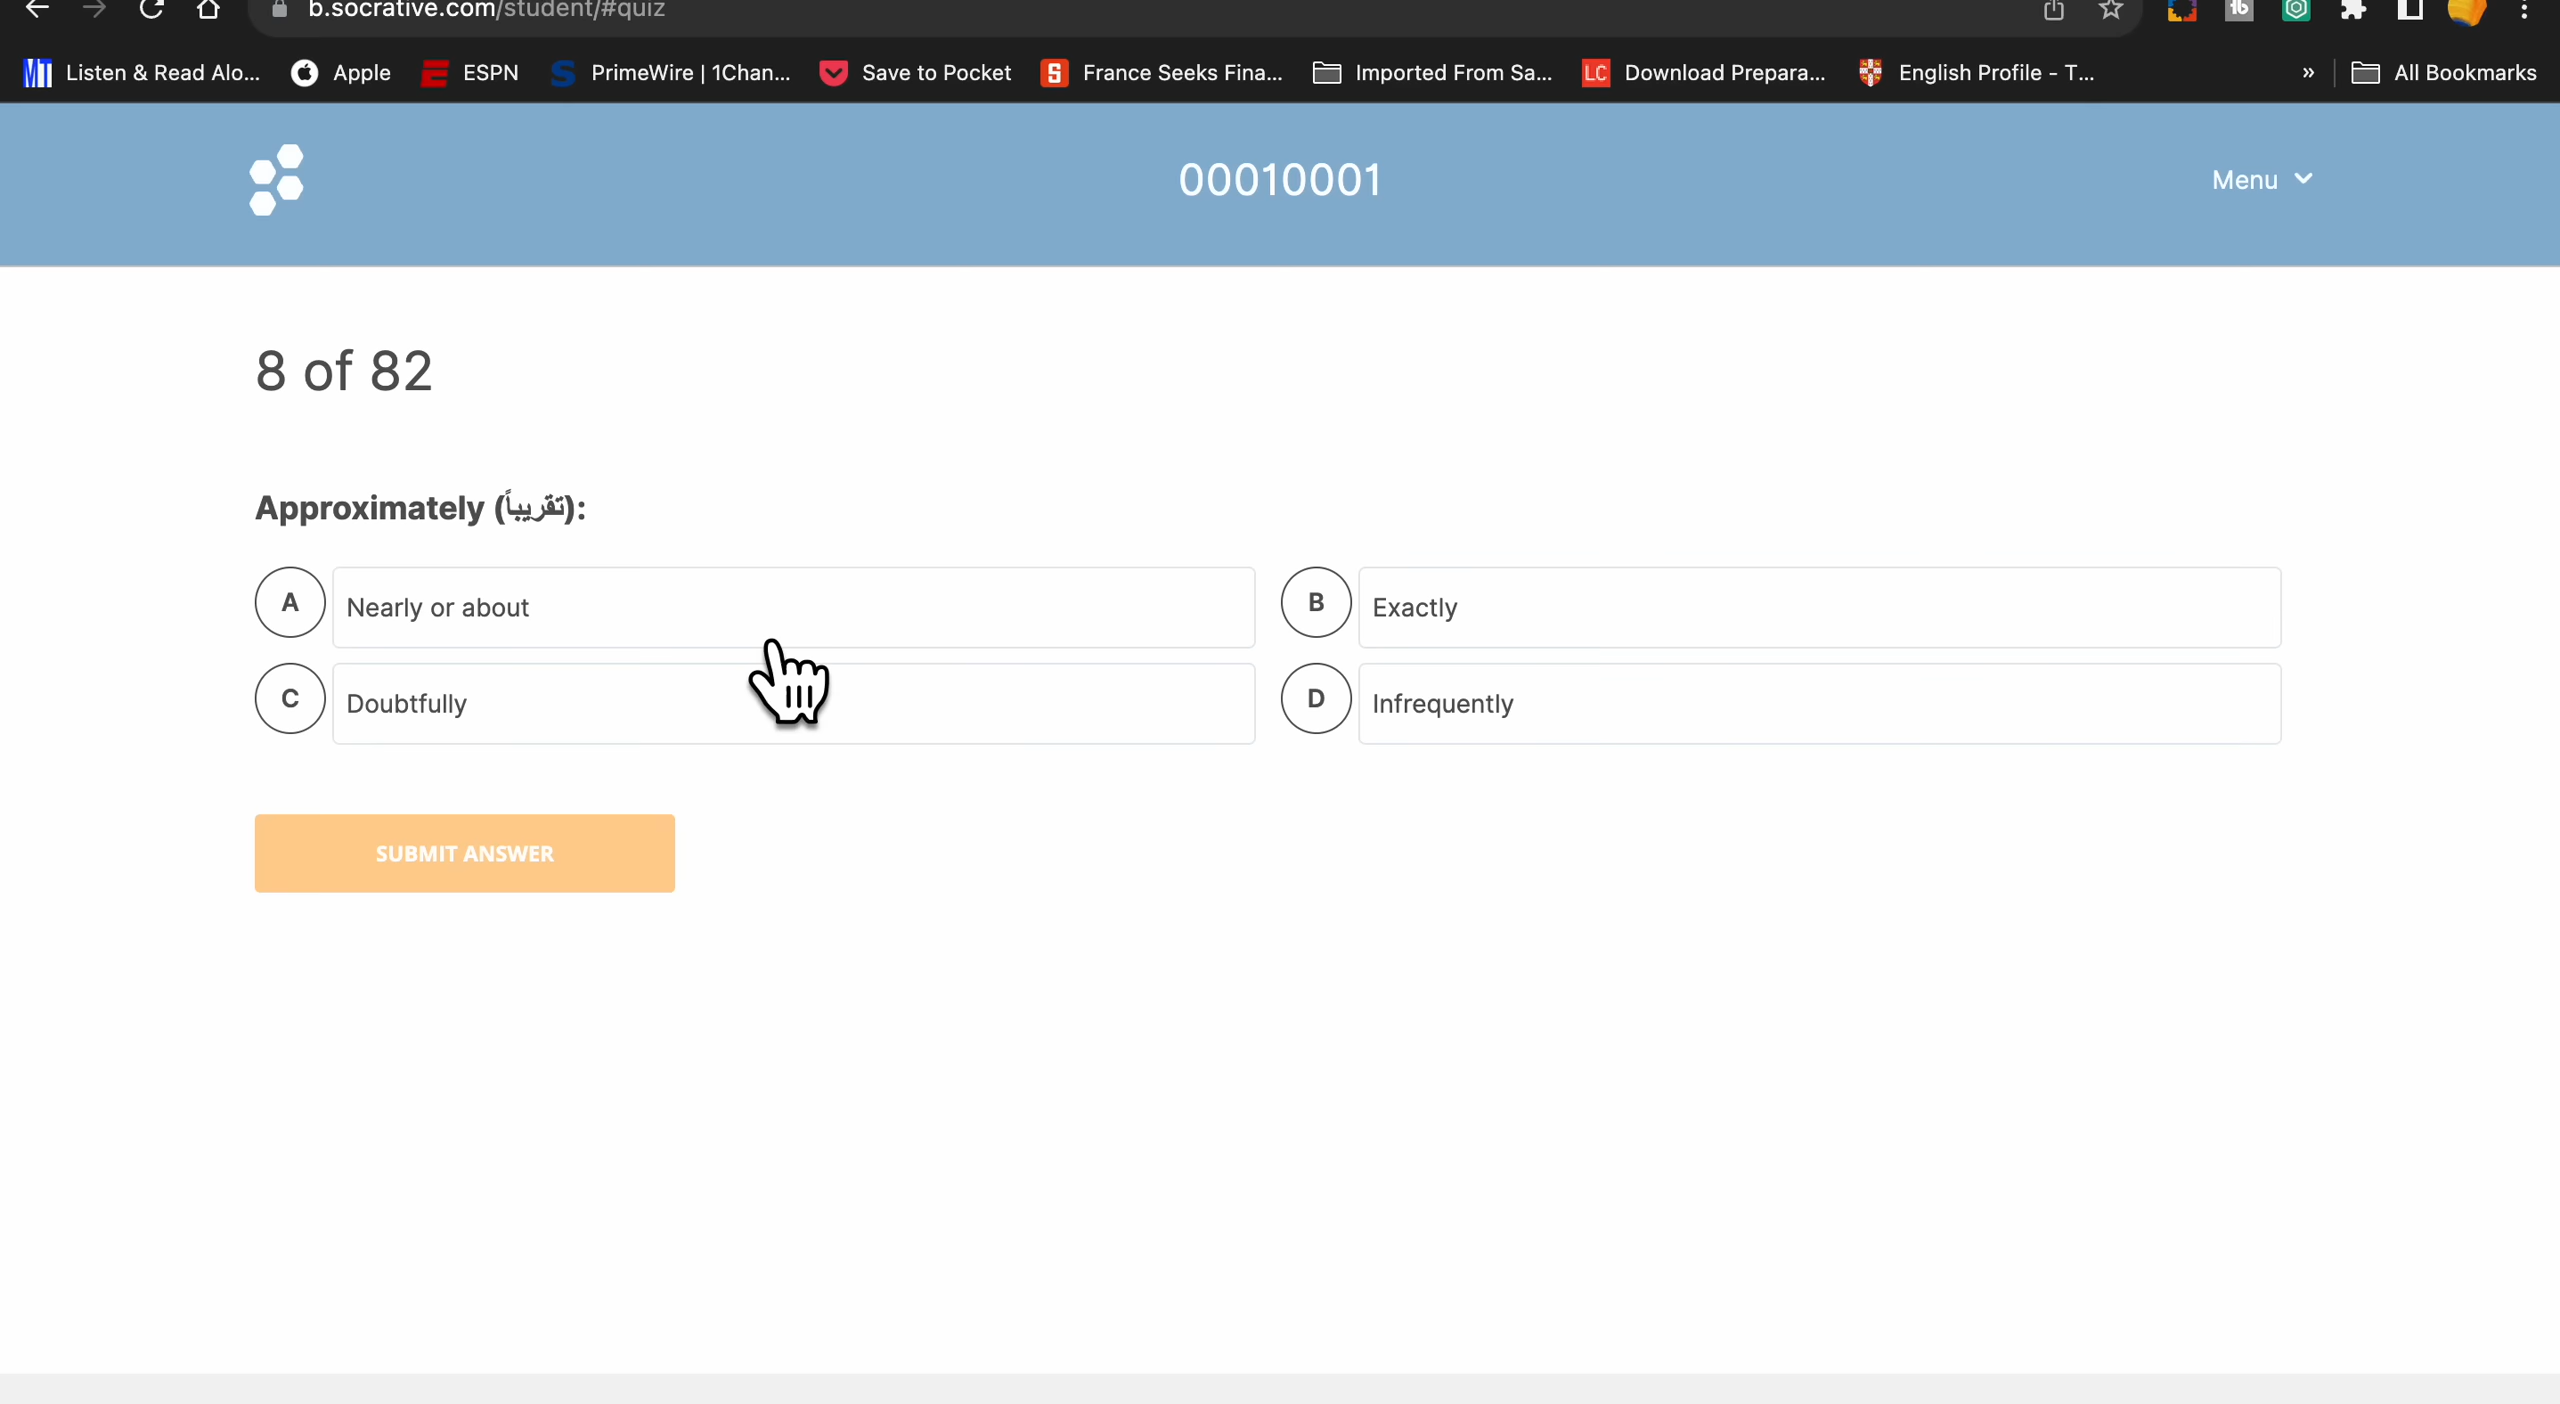 b.socrative.com/student/#quiz
Listen & Read Alo... Apple ESPN PrimeWire | 1Chan... Save to Pocket France Seeks Fina... Imported From Sa... Download Prepara... English Profile - T... » All Bookmarks
00010001
Menu
8 of 82
Approximately (تقريباً):
A Nearly or about
B Exactly
C Doubtfully
D Infrequently
SUBMIT ANSWER